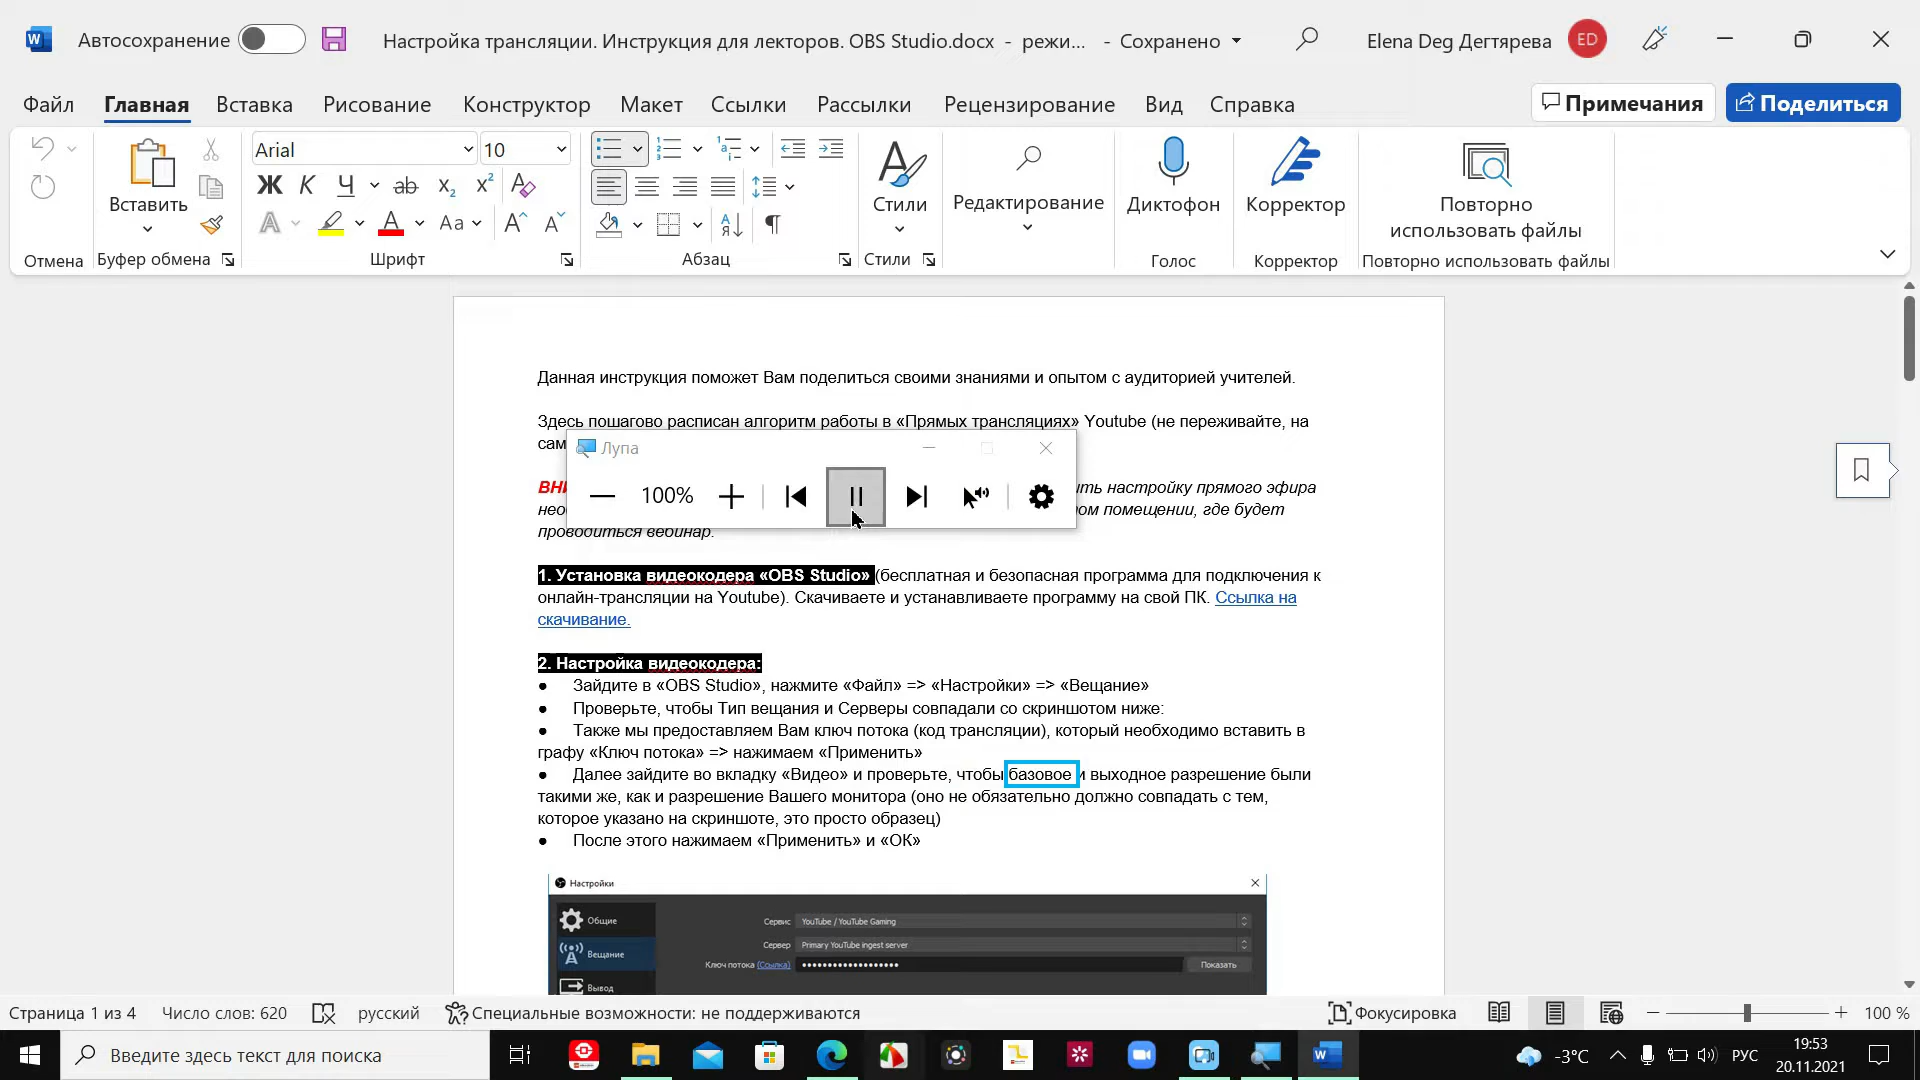 Автосохранение
Настройка трансляции. Инструкция для лекторов. OBS Studio.docx - режи... - Сохранено
Elena Deg Дегтярева
ED
Файл Главная Вставка Рисование Конструктор Макет Ссылки Рассылки Рецензирование Вид Справка
Примечания
Поделиться
Вставить
Arial
10
Ж К Ч ab x₂ x²
A A Aa A A
Стили
Редактирование
Диктофон
Корректор
Повторно
использовать файлы
Отмена
Буфер обмена
Шрифт
Абзац
Стили
Голос
Корректор
Повторно использовать файлы
Данная инструкция поможет Вам поделиться своими знаниями и опытом с аудиторией учителей.
Здесь пошагово расписан алгоритм работы в «Прямых трансляциях» Youtube (не переживайте, на
сам
Лупа
100%
ВНИ
ть настройку прямого эфира
нео
ом помещении, где будет
проводиться вебинар.
1. Установка видеокодера «OBS Studio» (бесплатная и безопасная программа для подключения к
онлайн-трансляции на Youtube). Скачиваете и устанавливаете программу на свой ПК. Ссылка на
скачивание.
2. Настройка видеокодера:
● Зайдите в «OBS Studio», нажмите «Файл» => «Настройки» => «Вещание»
● Проверьте, чтобы Тип вещания и Серверы совпадали со скриншотом ниже:
● Также мы предоставляем Вам ключ потока (код трансляции), который необходимо вставить в
графу «Ключ потока» => нажимаем «Применить»
● Далее зайдите во вкладку «Видео» и проверьте, чтобы базовое и выходное разрешение были
такими же, как и разрешение Вашего монитора (оно не обязательно должно совпадать с тем,
которое указано на скриншоте, это просто образец)
● После этого нажимаем «Применить» и «ОК»
Настройки
Общие
Сервис YouTube / YouTube Gaming
Сервер Primary YouTube ingest server
Вещание
Ключ потока (Ссылка) •••••••••••••••••••• Показать
Вывод
Страница 1 из 4 Число слов: 620 русский Специальные возможности: не поддерживаются
Фокусировка
100 %
Введите здесь текст для поиска
-3°C
РУС
19:53
20.11.2021